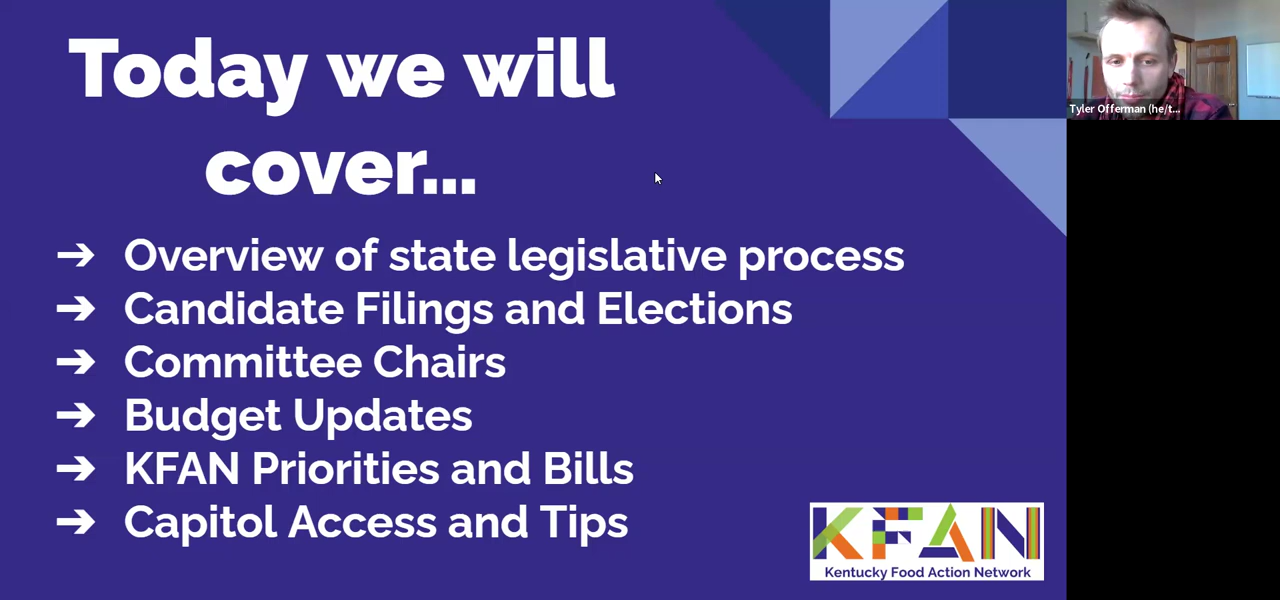 Today we will
cover...
➔ Overview of state legislative process
➔ Candidate Filings and Elections
➔ Committee Chairs
➔ Budget Updates
➔ KFAN Priorities and Bills
➔ Capitol Access and Tips
KFAN
Kentucky Food Action Network
Tyler Offerman (he/t...